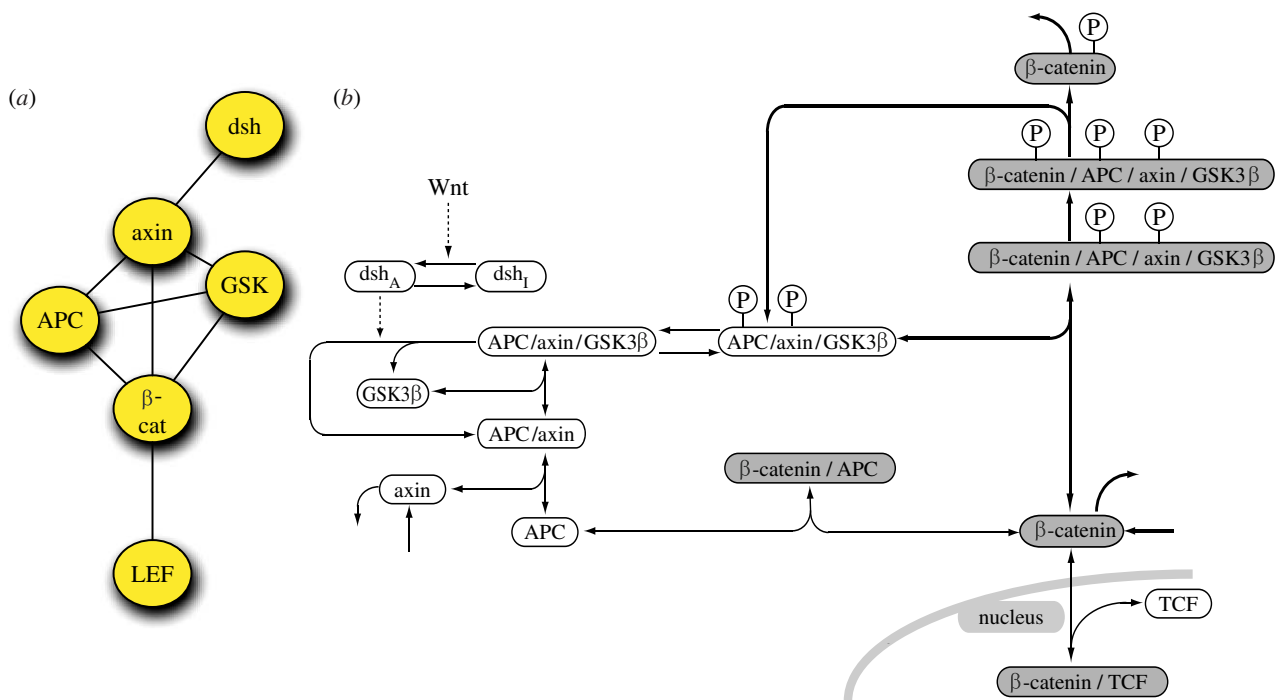 (a)
dsh
axin
GSK
APC
β-
cat
LEF
(b)
P
β-catenin
P P P
β-catenin / APC / axin / GSK3β
P P
β-catenin / APC / axin / GSK3β
Wnt
dshA dshI
P P
APC/axin/GSK3β APC/axin/GSK3β
GSK3β
APC/axin
β-catenin / APC
axin
APC β-catenin
nucleus TCF
β-catenin / TCF